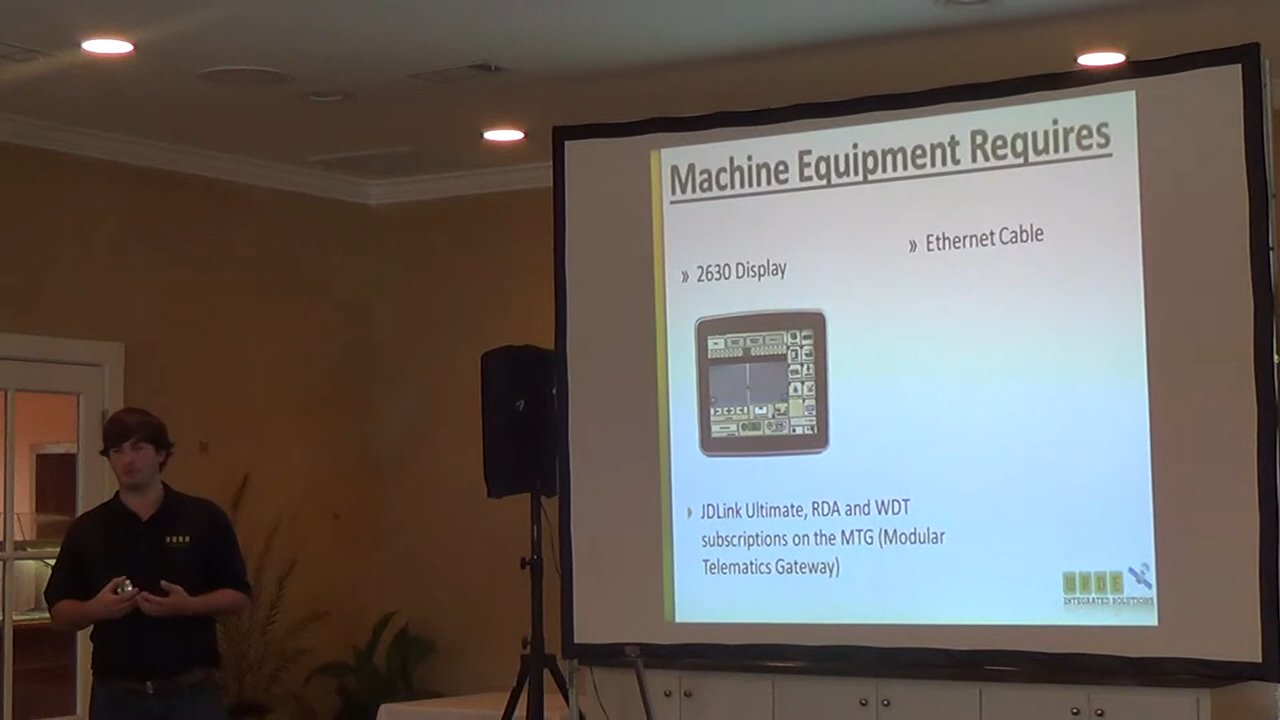 Machine Equipment Requires
» 2630 Display
» Ethernet Cable
JDLink Ultimate, RDA and WDT
subscriptions on the MTG (Modular
Telematics Gateway)
INTEGRATED SOLUTIONS